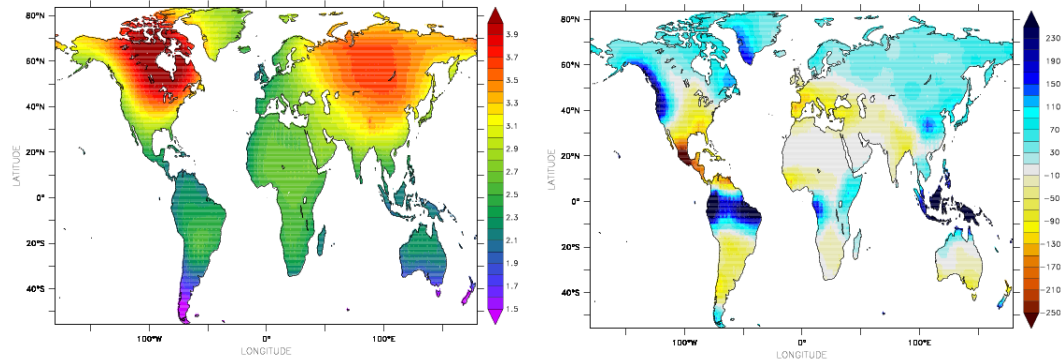 80°N
60°N
40°N
20°N
0°
20°S
40°S
LATITUDE
100°W
0°
100°E
LONGITUDE
3.9
3.7
3.5
3.3
3.1
2.9
2.7
2.5
2.3
2.1
1.9
1.7
1.5
80°N
60°N
40°N
20°N
0°
20°S
40°S
LATITUDE
100°W
0°
100°E
LONGITUDE
230
190
150
110
70
30
-10
-50
-90
-130
-170
-210
-250